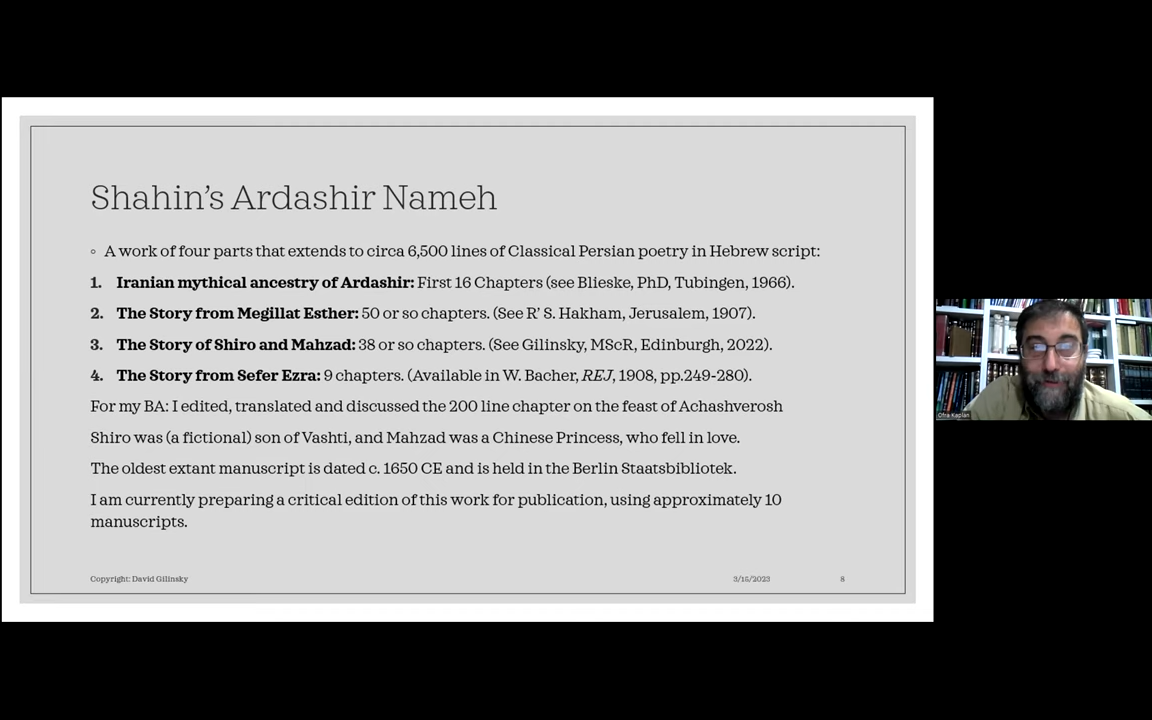 Shahin's Ardashir Nameh
◦ A work of four parts that extends to circa 6,500 lines of Classical Persian poetry in Hebrew script:
1. Iranian mythical ancestry of Ardashir: First 16 Chapters (see Blieske, PhD, Tubingen, 1966).
2. The Story from Megillat Esther: 50 or so chapters. (See R' S. Hakham, Jerusalem, 1907).
3. The Story of Shiro and Mahzad: 38 or so chapters. (See Gilinsky, MScR, Edinburgh, 2022).
4. The Story from Sefer Ezra: 9 chapters. (Available in W. Bacher, REJ, 1908, pp.249-280).
For my BA: I edited, translated and discussed the 200 line chapter on the feast of Achashverosh
Shiro was (a fictional) son of Vashti, and Mahzad was a Chinese Princess, who fell in love.
The oldest extant manuscript is dated c. 1650 CE and is held in the Berlin Staatsbibliotek.
I am currently preparing a critical edition of this work for publication, using approximately 10
manuscripts.
Copyright: David Gilinsky 3/15/2023 8
Ofra Kaplan